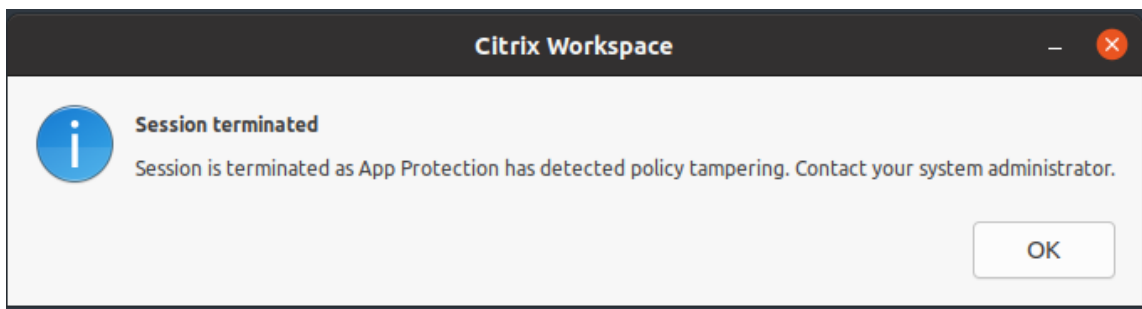 Citrix Workspace
Session terminated
Session is terminated as App Protection has detected policy tampering. Contact your system administrator.
OK